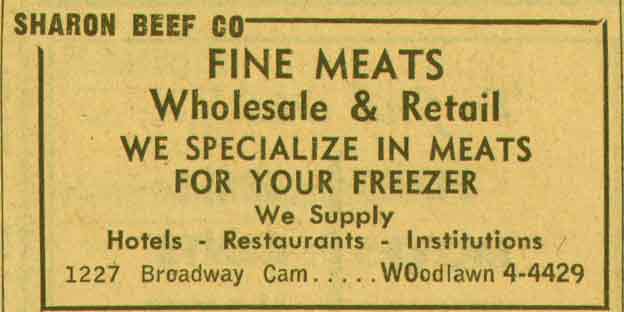 SHARON BEEF CO
FINE MEATS
Wholesale & Retail
WE SPECIALIZE IN MEATS
FOR YOUR FREEZER
We Supply
Hotels - Restaurants - Institutions
1227 Broadway Cam.....WOodlawn 4-4429